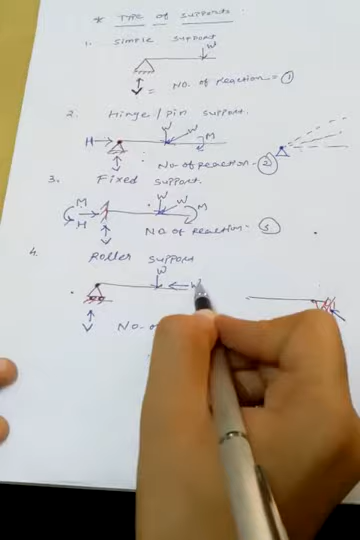 * TYPE of supports.
1. Simple support
W
V = No. of reaction = 1
2. Hinge/pin support.
W W M
H
V No of reaction - 2
3. Fixed support.
M W W M
H
V No. of reaction - 3
4. Roller support
W W
V No. of